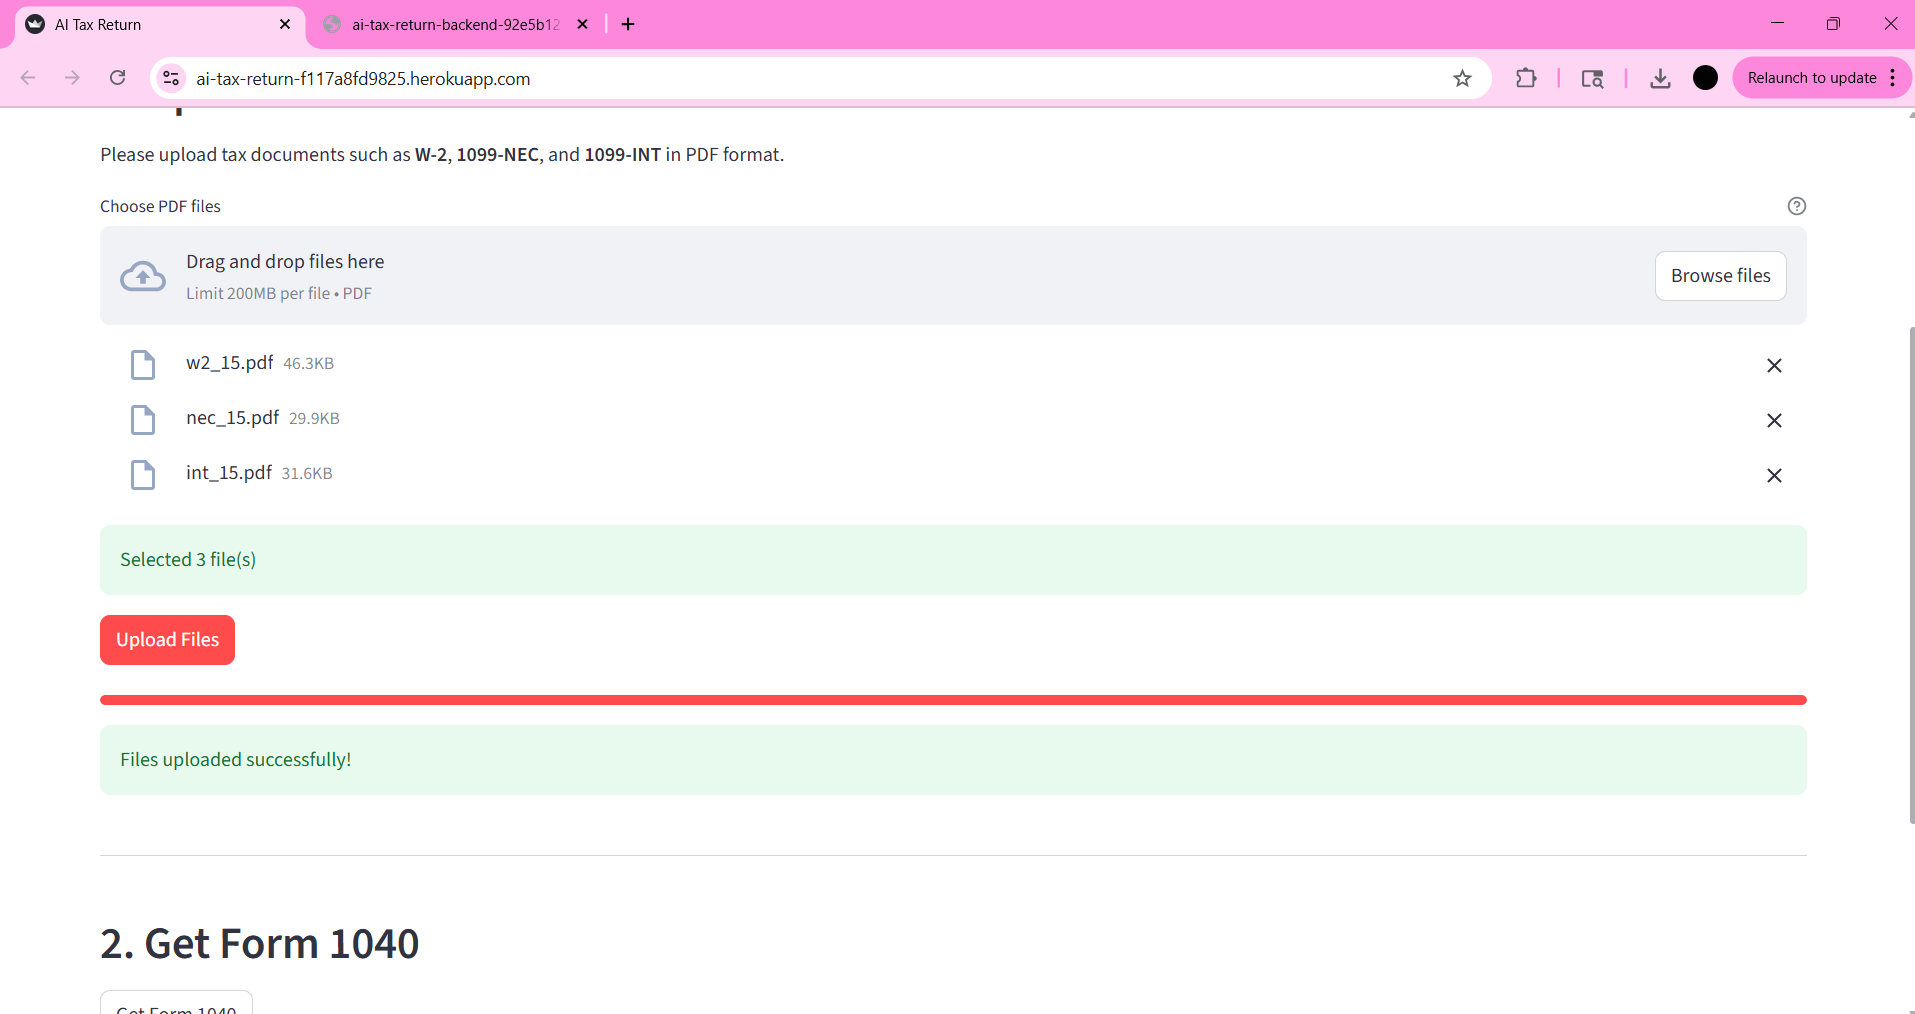 AI Tax Return
ai-tax-return-backend-92e5b12
ai-tax-return-f117a8fd9825.herokuapp.com
Relaunch to update
Please upload tax documents such as W-2, 1099-NEC, and 1099-INT in PDF format.
Choose PDF files
Drag and drop files here
Limit 200MB per file • PDF
Browse files
w2_15.pdf 46.3KB
nec_15.pdf 29.9KB
int_15.pdf 31.6KB
Selected 3 file(s)
Upload Files
Files uploaded successfully!
2. Get Form 1040
Get Form 1040